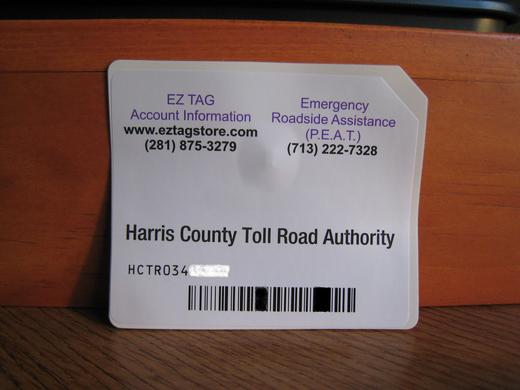 EZ TAG
Account Information
www.eztagstore.com
(281) 875-3279
Emergency
Roadside Assistance
(P.E.A.T.)
(713) 222-7328
Harris County Toll Road Authority
HCTR034